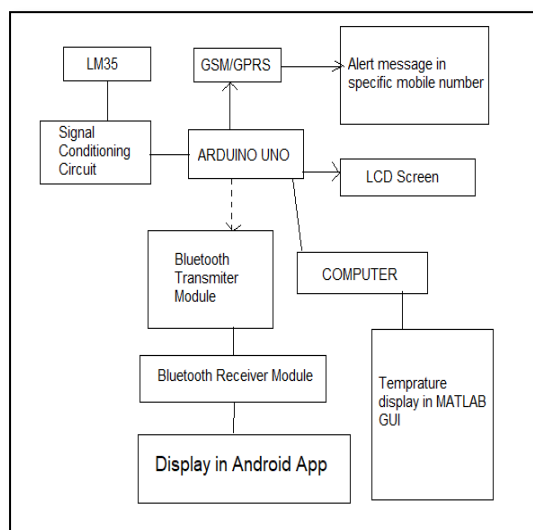 LM35
GSM/GPRS
Alert message in
specific mobile number
Signal
Conditioning
Circuit
ARDUINO UNO
LCD Screen
Bluetooth
Transmiter
Module
COMPUTER
Bluetooth Receiver Module
Temprature
display in MATLAB
GUI
Display in Android App